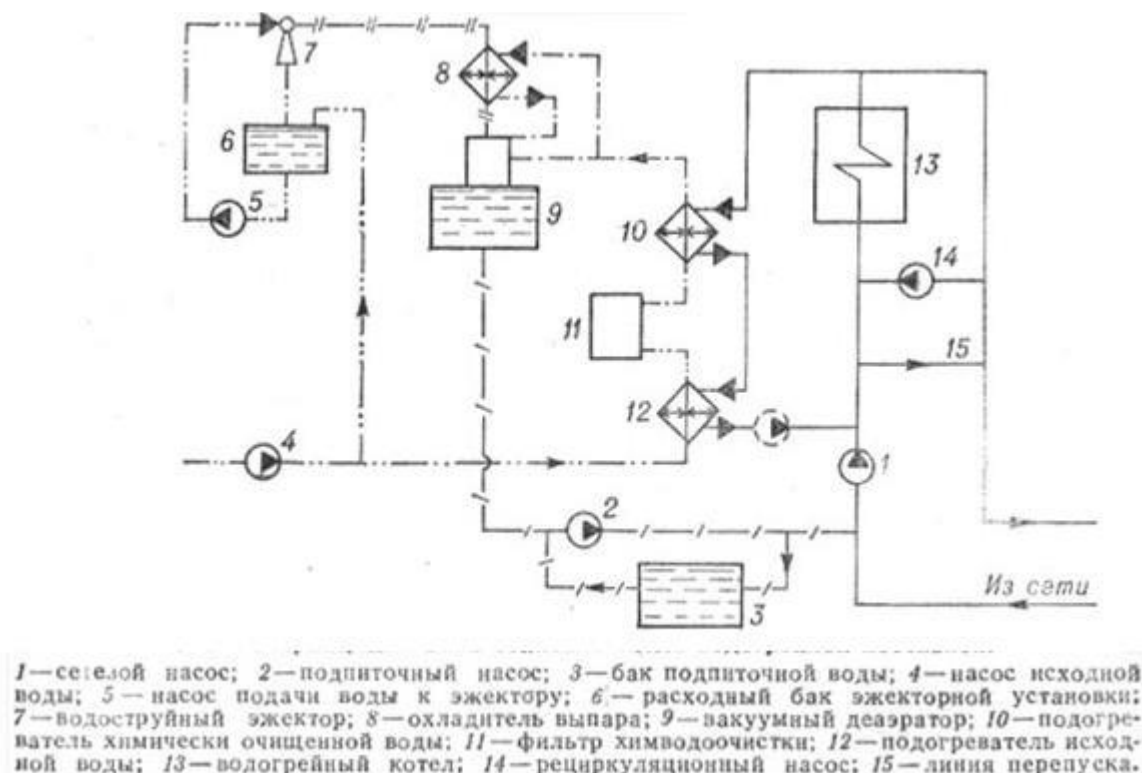 7
8
6
13
5
9
10
14
11
15
12
4
1
2
Из сети
3
1—сетевой насос; 2—подпиточный насос; 3—бак подпиточной воды; 4—насос исходной
воды; 5—насос подачи воды к эжектору; 6—расходный бак эжекторной установки;
7—водоструйный эжектор; 8—охладитель выпара; 9—вакуумный деаэратор; 10—подогре-
ватель химически очищенной воды; 11—фильтр химводоочистки; 12—подогреватель исход-
ной воды; 13—водогрейный котел; 14—рециркуляционный насос; 15—линия перепуска.